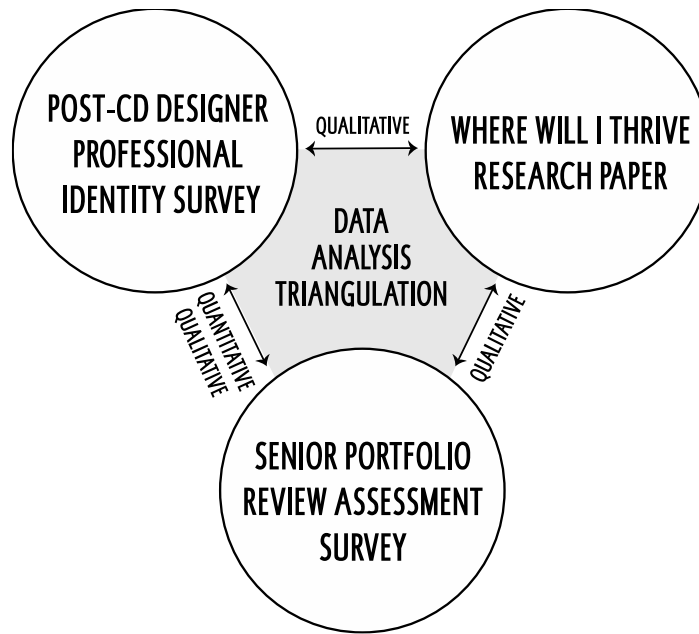 POST-CD DESIGNER
PROFESSIONAL
IDENTITY SURVEY
QUALITATIVE
WHERE WILL I THRIVE
RESEARCH PAPER
DATA
ANALYSIS
TRIANGULATION
QUANTITATIVE
QUALITATIVE
QUALITATIVE
SENIOR PORTFOLIO
REVIEW ASSESSMENT
SURVEY